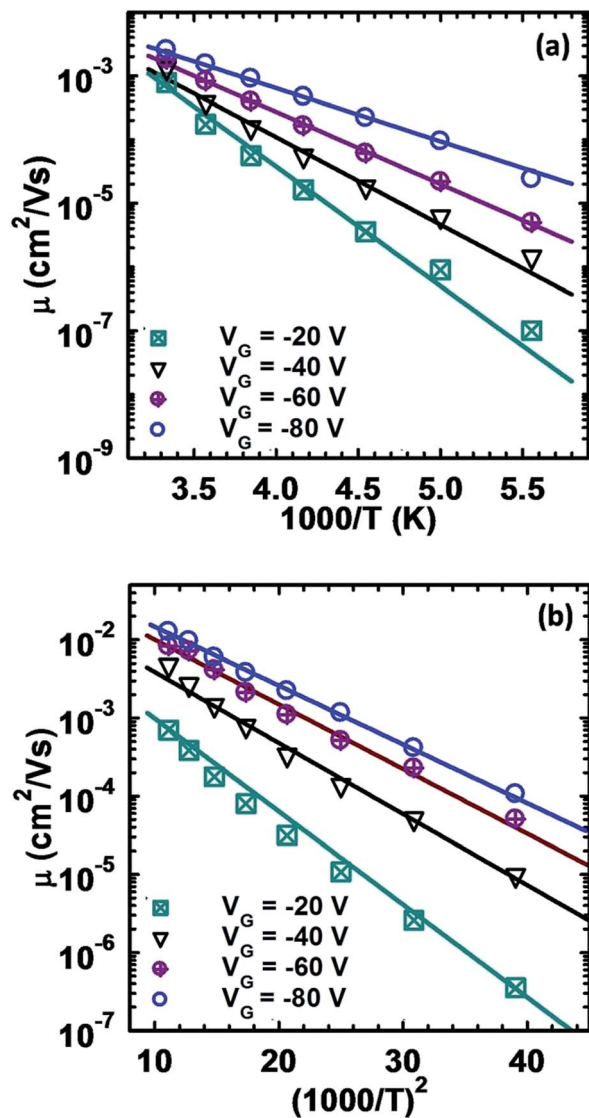 (a)
10⁻³
10⁻⁵
10⁻⁷
10⁻⁹
μ (cm²/Vs)
V_G = -20 V
V_G = -40 V
V_G = -60 V
V_G = -80 V
3.5 4.0 4.5 5.0 5.5
1000/T (K)
(b)
10⁻²
10⁻³
10⁻⁴
10⁻⁵
10⁻⁶
10⁻⁷
μ (cm²/Vs)
V_G = -20 V
V_G = -40 V
V_G = -60 V
V_G = -80 V
10 20 30 40
(1000/T)²